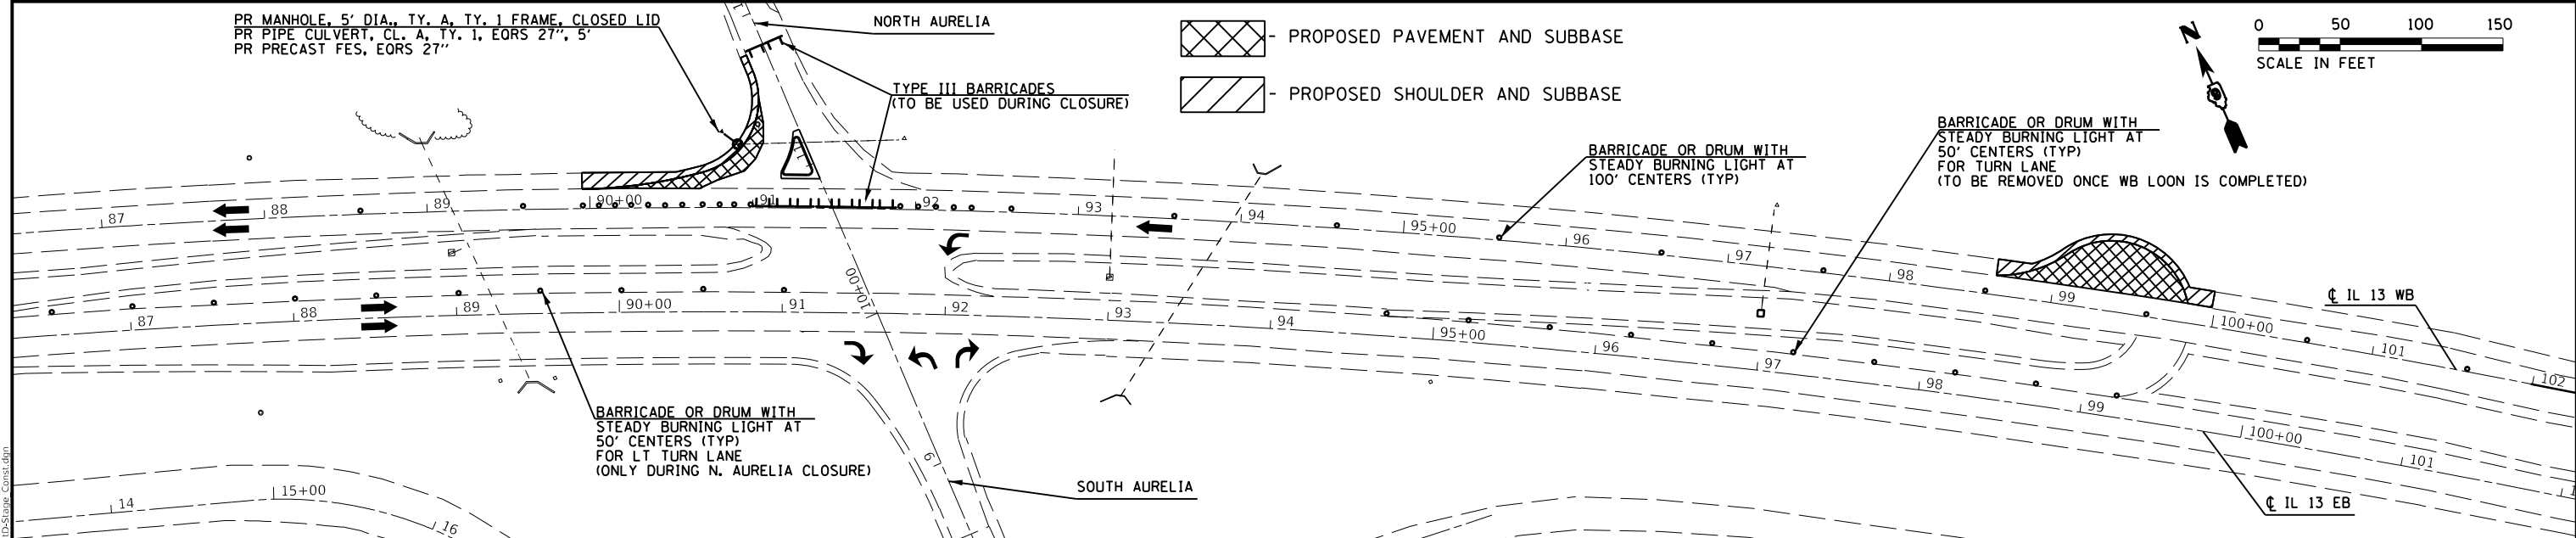 PR MANHOLE, 5' DIA., TY. A, TY. 1 FRAME, CLOSED LID
PR PIPE CULVERT, CL. A, TY. 1, EQRS 27", 5'
PR PRECAST FES, EQRS 27"
NORTH AURELIA
TYPE III BARRICADES
(TO BE USED DURING CLOSURE)
- PROPOSED PAVEMENT AND SUBBASE
- PROPOSED SHOULDER AND SUBBASE
N
0 50 100 150
SCALE IN FEET
BARRICADE OR DRUM WITH
STEADY BURNING LIGHT AT
100' CENTERS (TYP)
BARRICADE OR DRUM WITH
STEADY BURNING LIGHT AT
50' CENTERS (TYP)
FOR TURN LANE
(TO BE REMOVED ONCE WB LOON IS COMPLETED)
87 88 89 90+00 91 92 93 94 95+00 96 97 98 99 100+00 101 102
℄ IL 13 WB
10+00
87 88 89 90+00 91 92 93 94 95+00 96 97 98 99 100+00 101
℄ IL 13 EB
BARRICADE OR DRUM WITH
STEADY BURNING LIGHT AT
50' CENTERS (TYP)
FOR LT TURN LANE
(ONLY DURING N. AURELIA CLOSURE)
9
SOUTH AURELIA
14 15+00 16